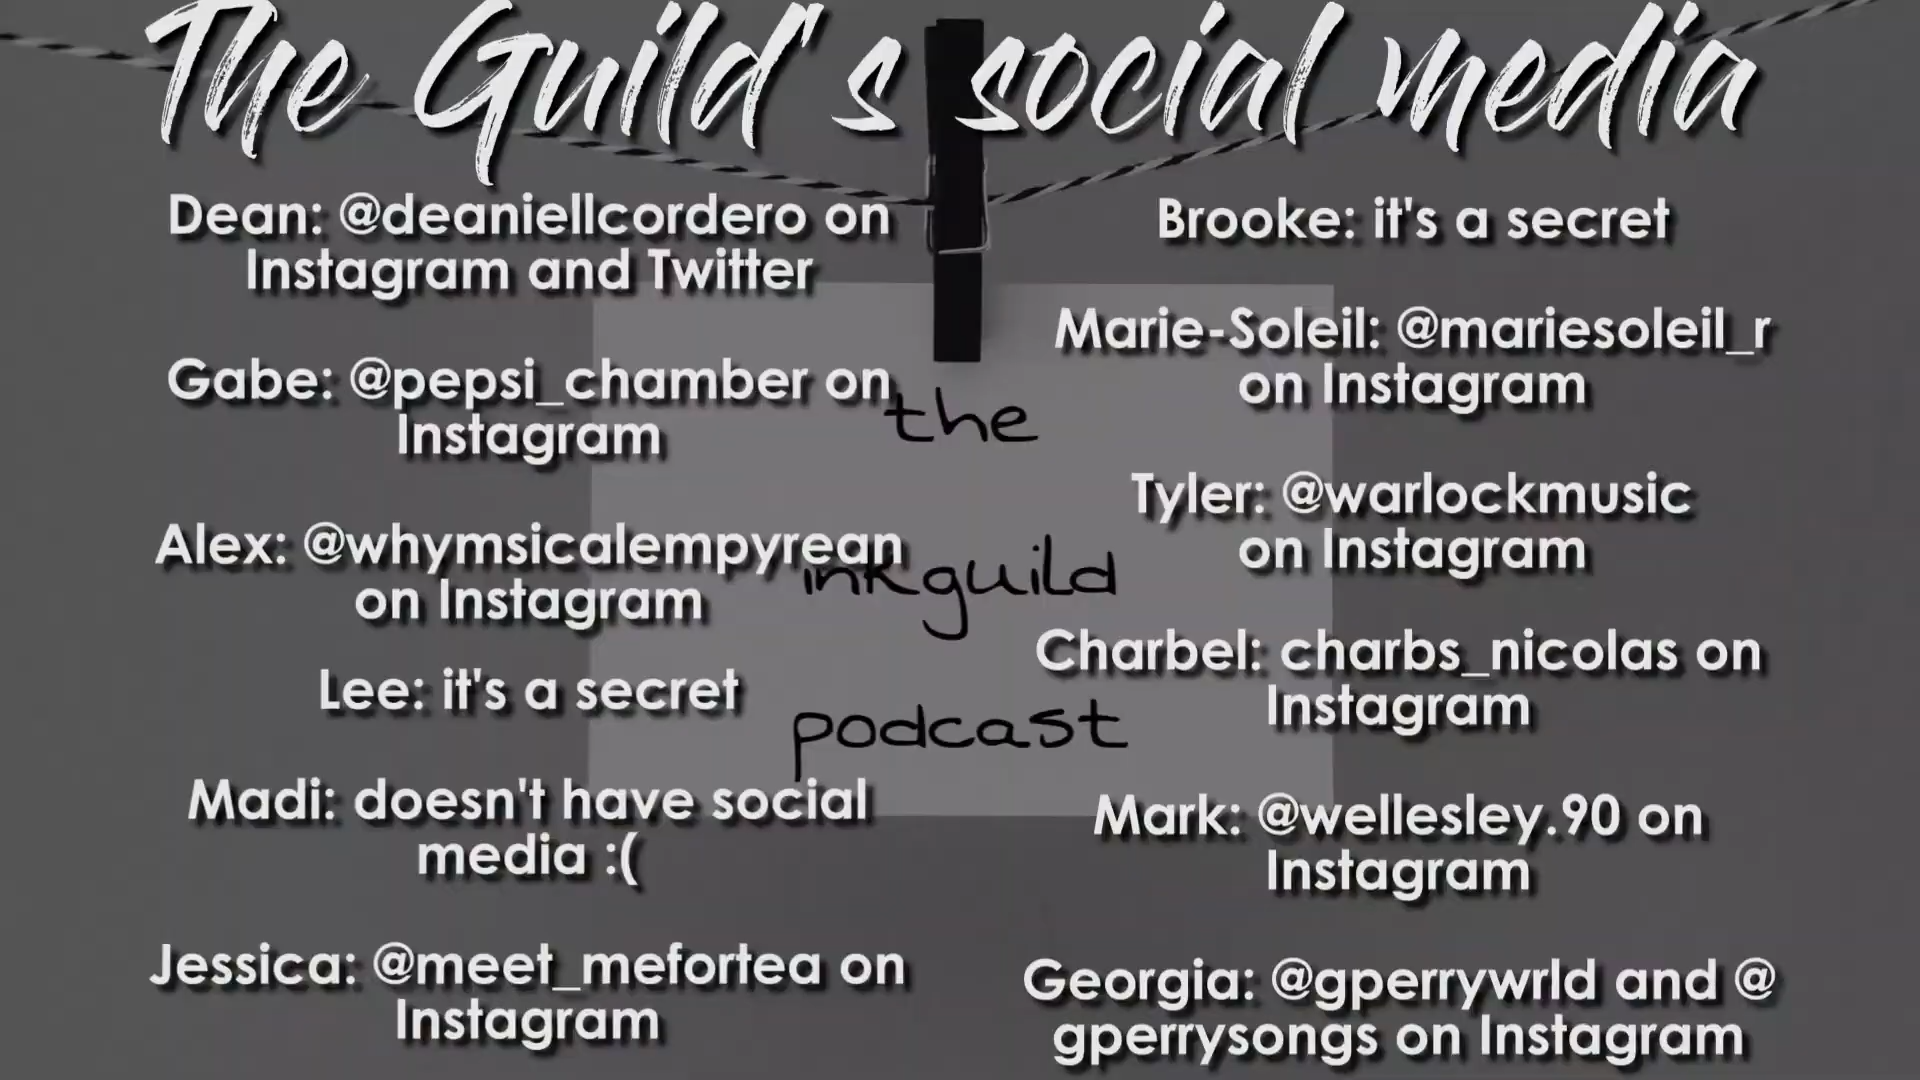 The Guild's social media
Dean: @deaniellcordero on
Instagram and Twitter
Gabe: @pepsi_chamber on
Instagram
Alex: @whymsicalempyrean
on Instagram
Lee: it's a secret
Madi: doesn't have social
media :(
Jessica: @meet_mefortea on
Instagram
the
inkguild
podcast
Brooke: it's a secret
Marie-Soleil: @mariesoleil_r
on Instagram
Tyler: @warlockmusic
on Instagram
Charbel: charbs_nicolas on
Instagram
Mark: @wellesley.90 on
Instagram
Georgia: @gperrywrld and @
gperrysongs on Instagram